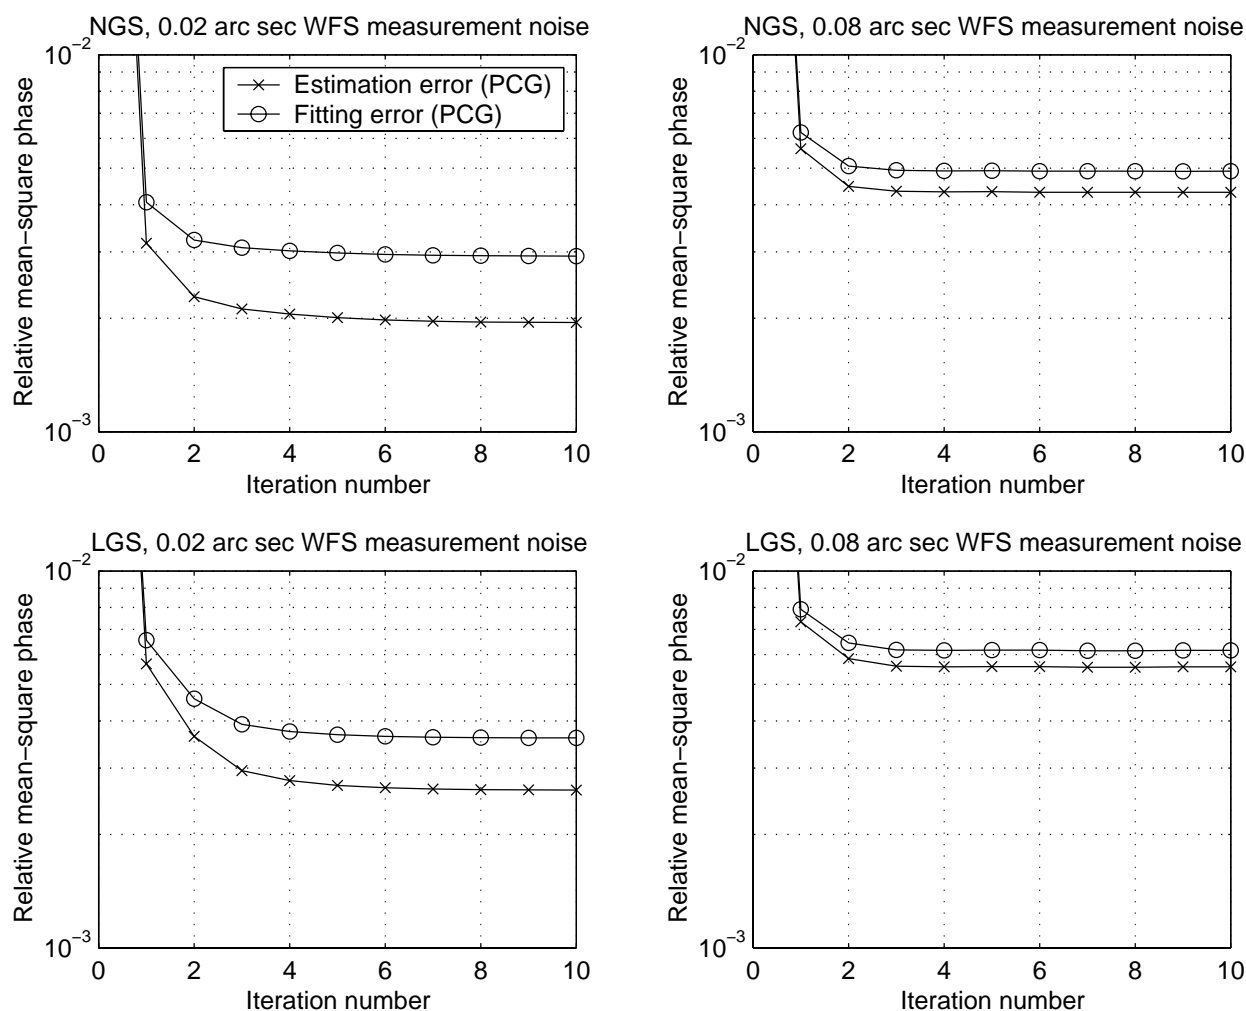 NGS, 0.02 arc sec WFS measurement noise
10−2
Relative mean−square phase
Estimation error (PCG)
Fitting error (PCG)
10−3
0 2 4 6 8 10
Iteration number
NGS, 0.08 arc sec WFS measurement noise
10−2
Relative mean−square phase
10−3
0 2 4 6 8 10
Iteration number
LGS, 0.02 arc sec WFS measurement noise
10−2
Relative mean−square phase
10−3
0 2 4 6 8 10
Iteration number
LGS, 0.08 arc sec WFS measurement noise
10−2
Relative mean−square phase
10−3
0 2 4 6 8 10
Iteration number